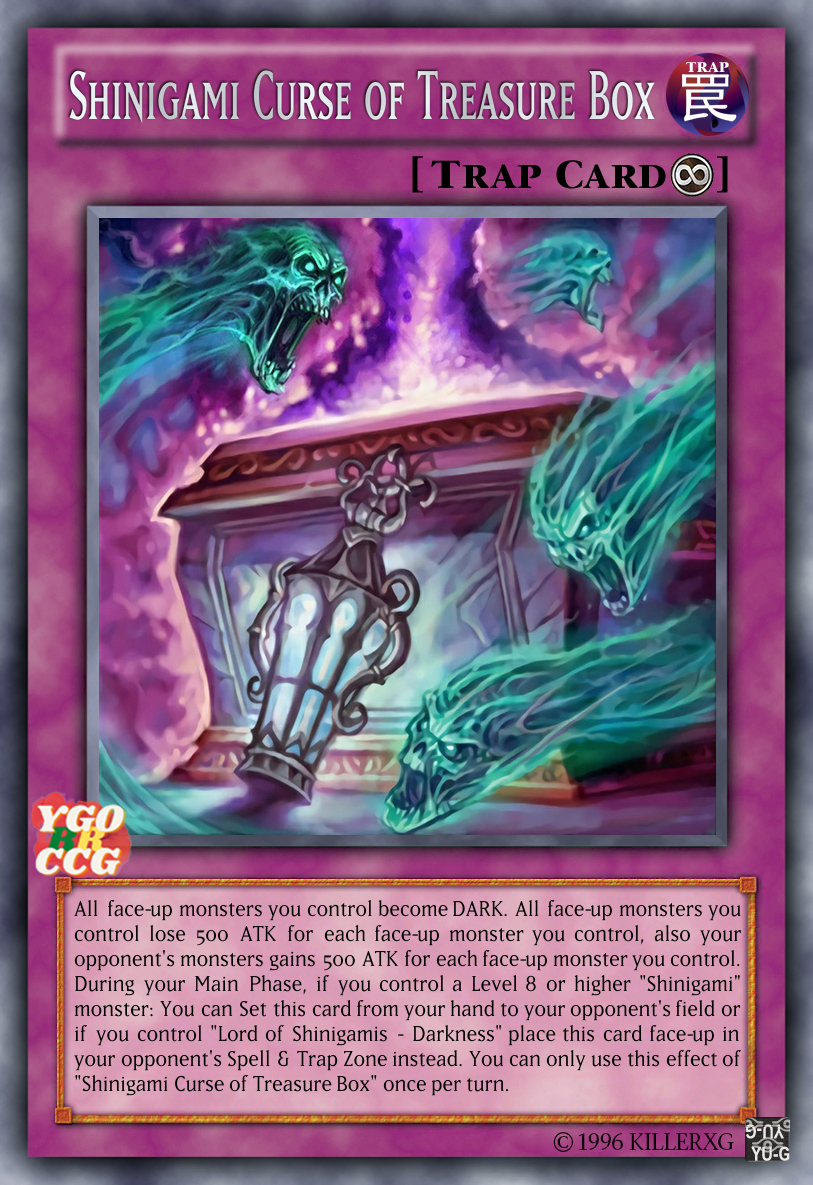 SHINIGAMI CURSE OF TREASURE BOX
TRAP
罠
[TRAP CARD∞]
YGO
BR
CCG
All face-up monsters you control become DARK. All face-up monsters you
control lose 500 ATK for each face-up monster you control, also your
opponent's monsters gains 500 ATK for each face-up monster you control.
During your Main Phase, if you control a Level 8 or higher "Shinigami"
monster: You can Set this card from your hand to your opponent's field or
if you control "Lord of Shinigamis - Darkness" place this card face-up in
your opponent's Spell & Trap Zone instead. You can only use this effect of
"Shinigami Curse of Treasure Box" once per turn.
© 1996 KILLERXG
YU-G
YU-G